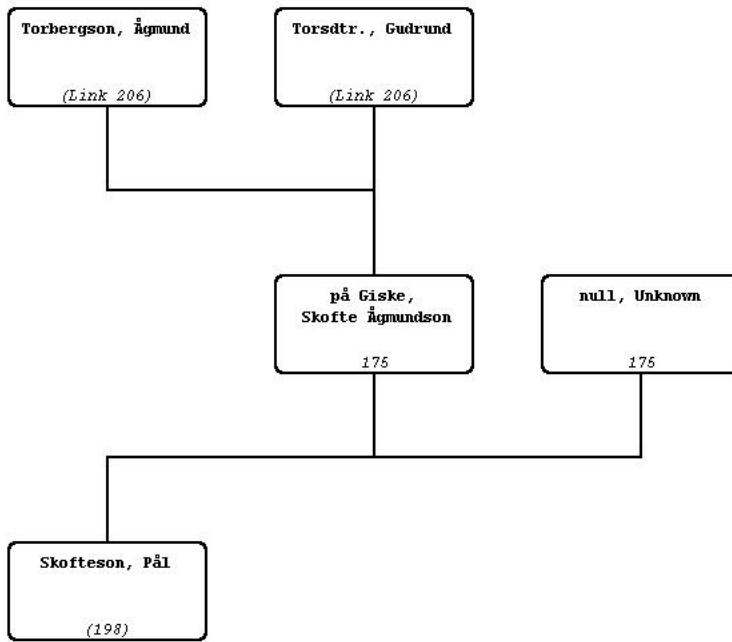 Torbergson, Ågmund
(Link 206)
Torsdtr., Gudrund
(Link 206)
på Giske,
Skofte Ågmundson
175
null, Unknown
175
Skofteson, Pål
(198)